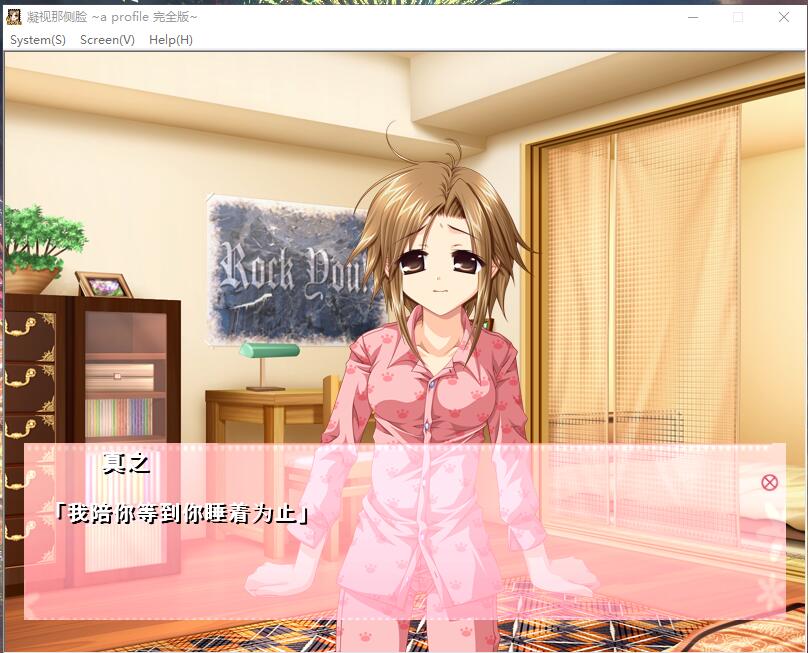 凝视那侧脸 ~a profile 完全版~
System(S) Screen(V) Help(H)
Rock You
真之
「我陪你等到你睡着为止」